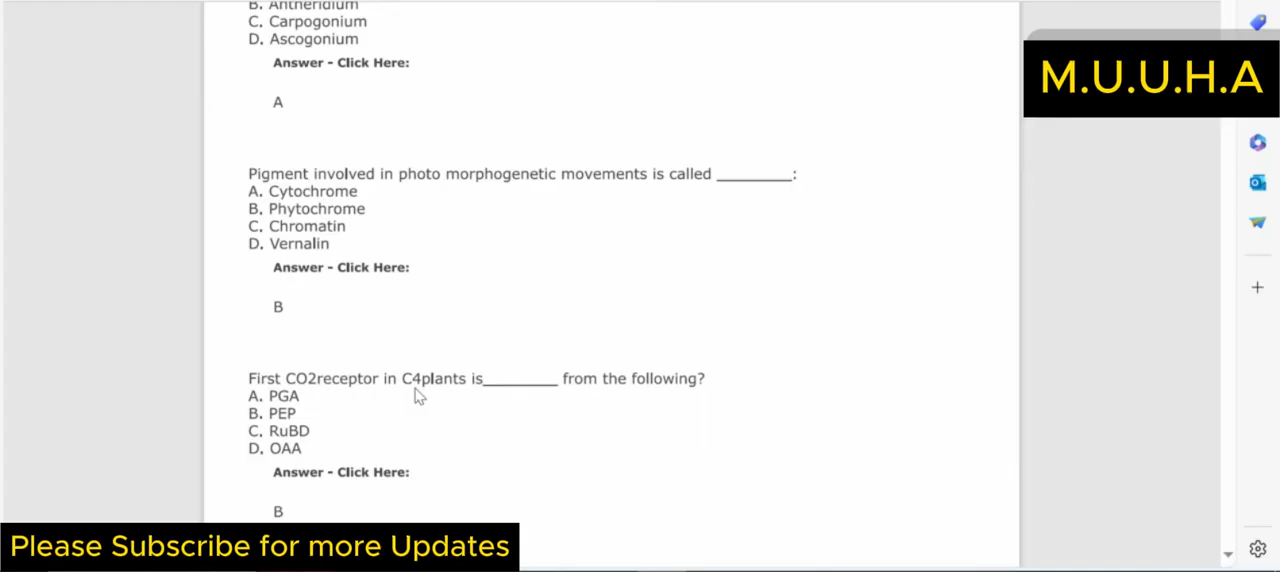 B. Antheridium
C. Carpogonium
D. Ascogonium
Answer - Click Here:
A
M.U.U.H.A
Pigment involved in photo morphogenetic movements is called _________:
A. Cytochrome
B. Phytochrome
C. Chromatin
D. Vernalin
Answer - Click Here:
B
First CO2receptor in C4plants is_________ from the following?
A. PGA
B. PEP
C. RuBD
D. OAA
Answer - Click Here:
B
Please Subscribe for more Updates